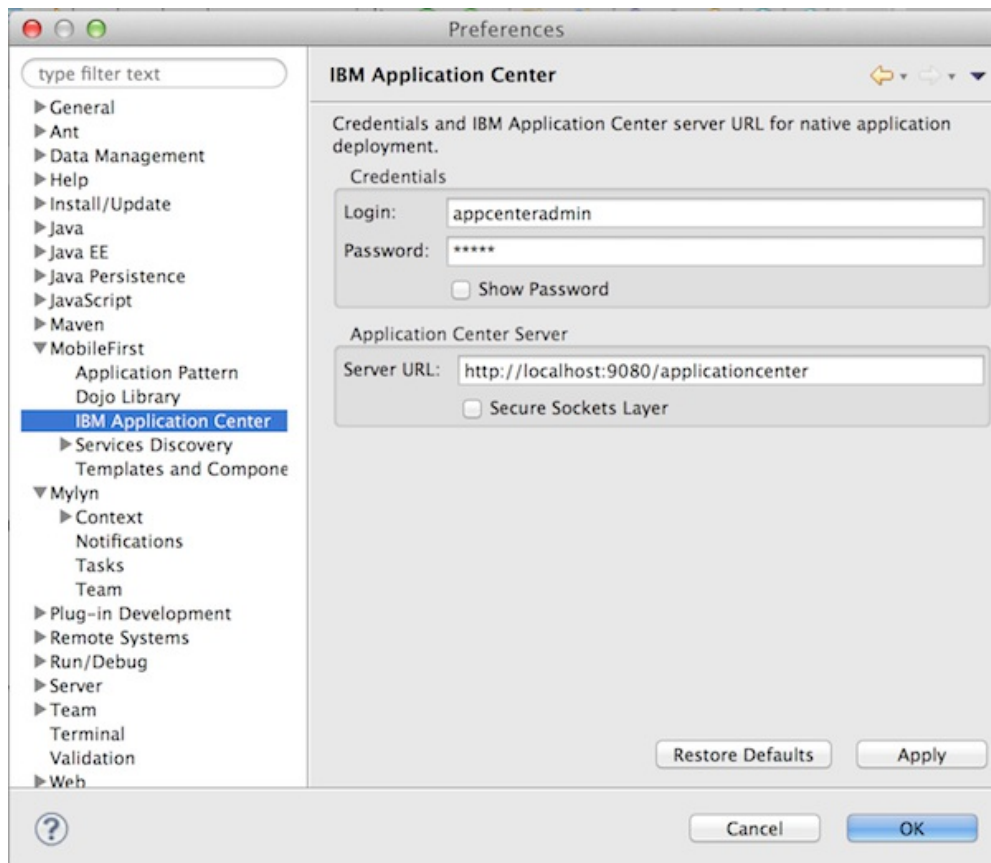 Preferences
type filter text
General
Ant
Data Management
Help
Install/Update
Java
Java EE
Java Persistence
JavaScript
Maven
MobileFirst
Application Pattern
Dojo Library
IBM Application Center
Services Discovery
Templates and Compone
Mylyn
Context
Notifications
Tasks
Team
Plug-in Development
Remote Systems
Run/Debug
Server
Team
Terminal
Validation
Web
IBM Application Center
Credentials and IBM Application Center server URL for native application
deployment.
Credentials
Login: appcenteradmin
Password: *****
Show Password
Application Center Server
Server URL: http://localhost:9080/applicationcenter
Secure Sockets Layer
Restore Defaults Apply
? Cancel OK